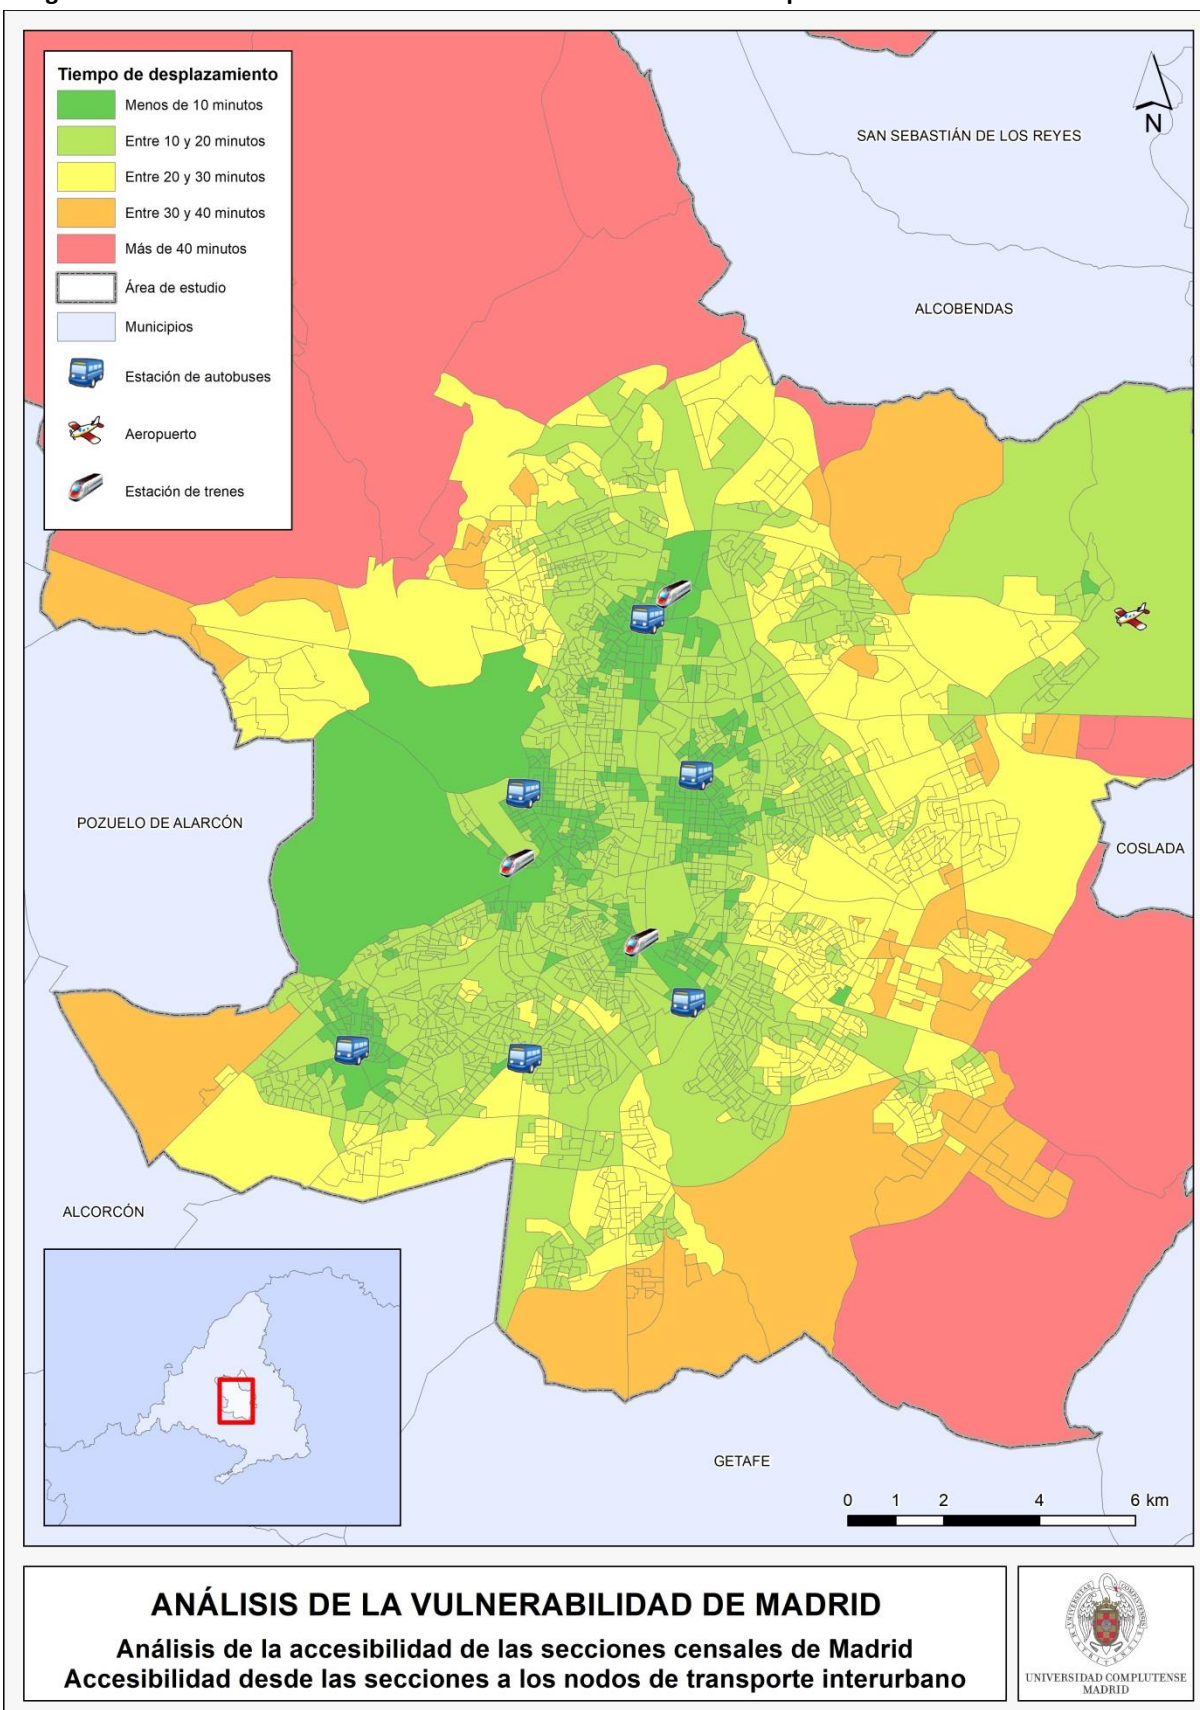 Tiempo de desplazamiento
Menos de 10 minutos
Entre 10 y 20 minutos
Entre 20 y 30 minutos
Entre 30 y 40 minutos
Más de 40 minutos
Área de estudio
Municipios
Estación de autobuses
Aeropuerto
Estación de trenes
N
SAN SEBASTIÁN DE LOS REYES
ALCOBENDAS
POZUELO DE ALARCÓN
COSLADA
ALCORCÓN
GETAFE
0 1 2 4 6 km
ANÁLISIS DE LA VULNERABILIDAD DE MADRID
Análisis de la accesibilidad de las secciones censales de Madrid
Accesibilidad desde las secciones a los nodos de transporte interurbano
UNIVERSIDAD COMPLUTENSE
MADRID